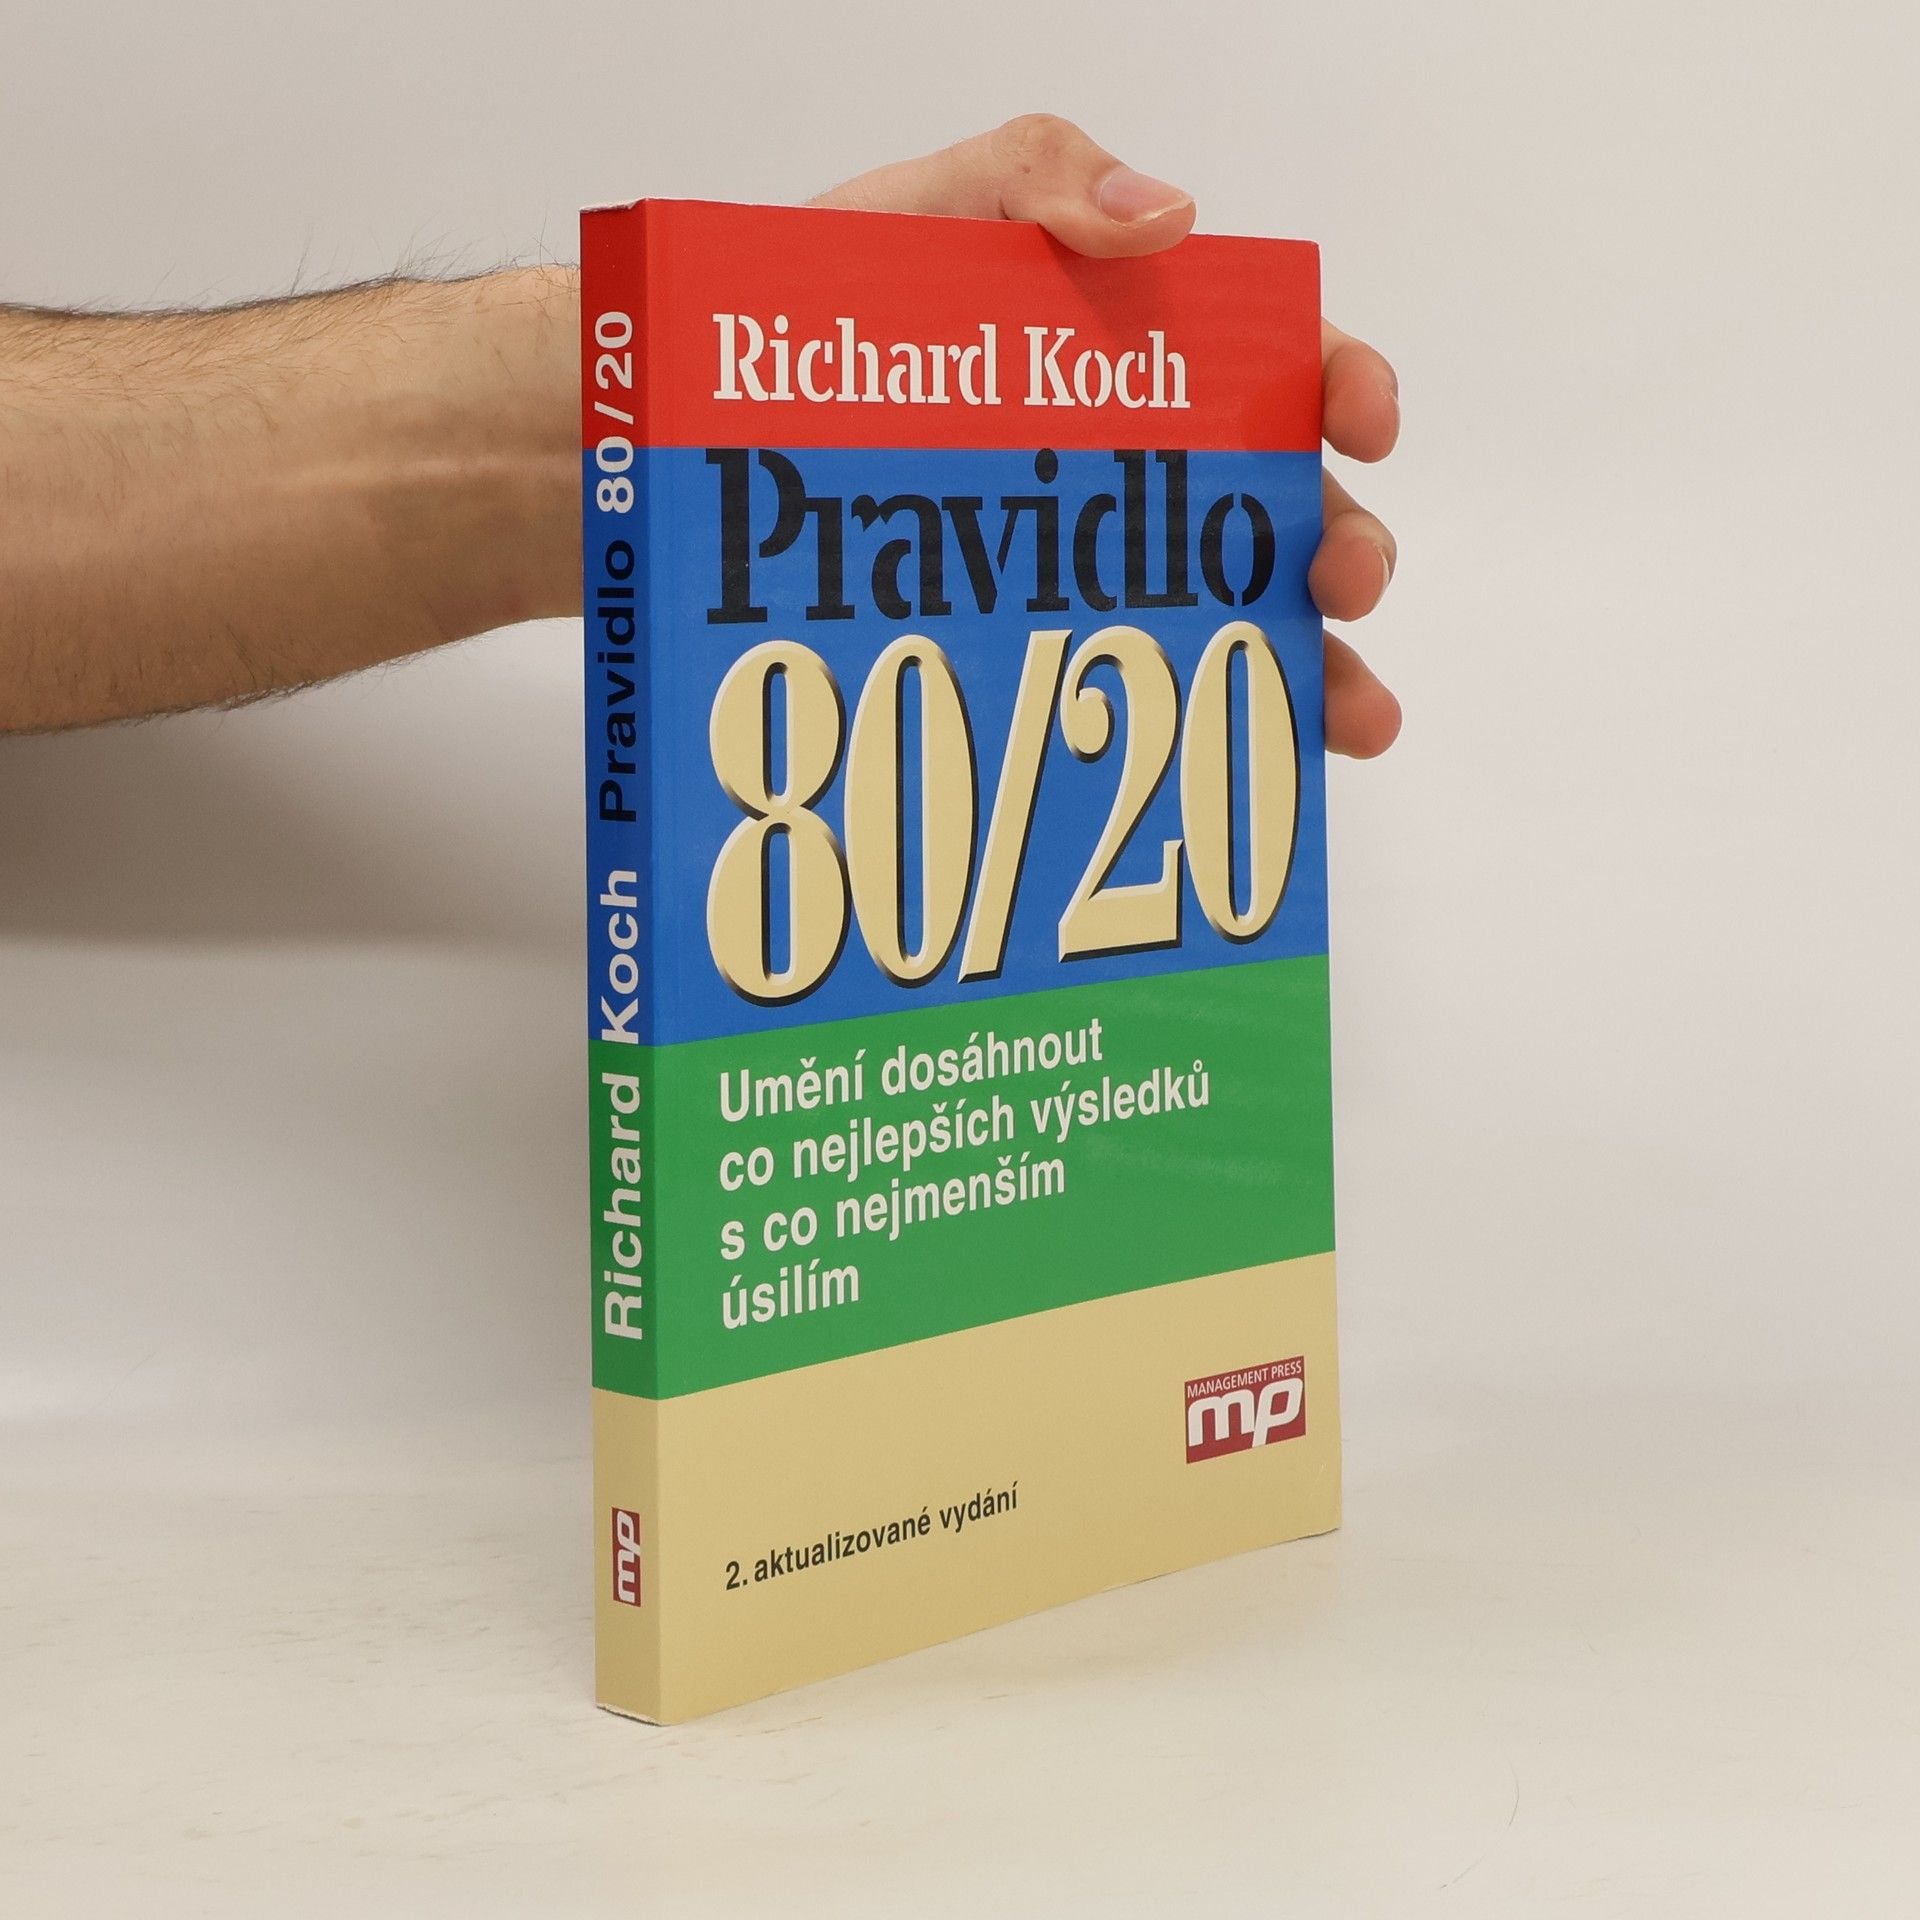 Richard Koch Pravidlo 80/20
mp
Richard Koch
Pravidlo
80/20
Umění dosáhnout
co nejlepších výsledků
s co nejmenším
úsilím
MANAGEMENT PRESS
mp
2. aktualizované vydání